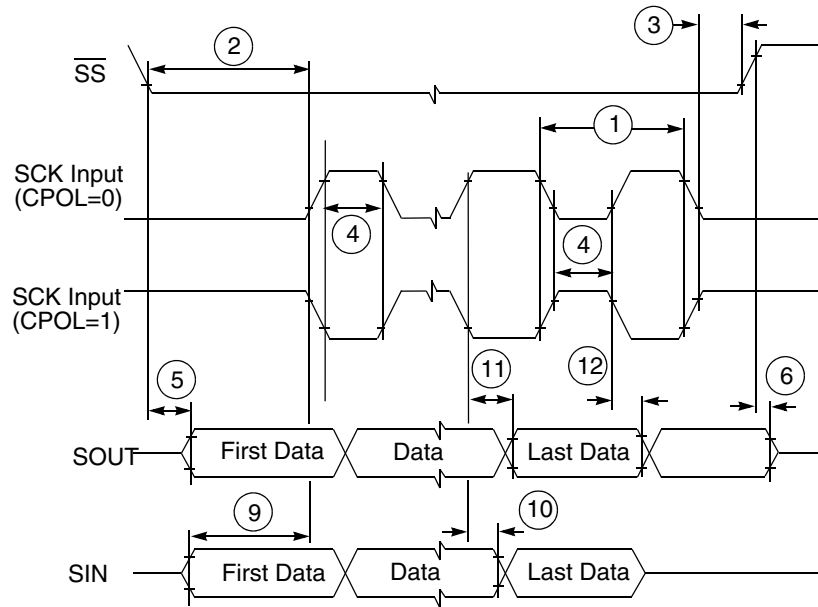 3
2
SS
1
SCK Input
(CPOL=0)
4
4
SCK Input
(CPOL=1)
5
11
12
6
SOUT
First Data
Data
Last Data
9
10
SIN
First Data
Data
Last Data